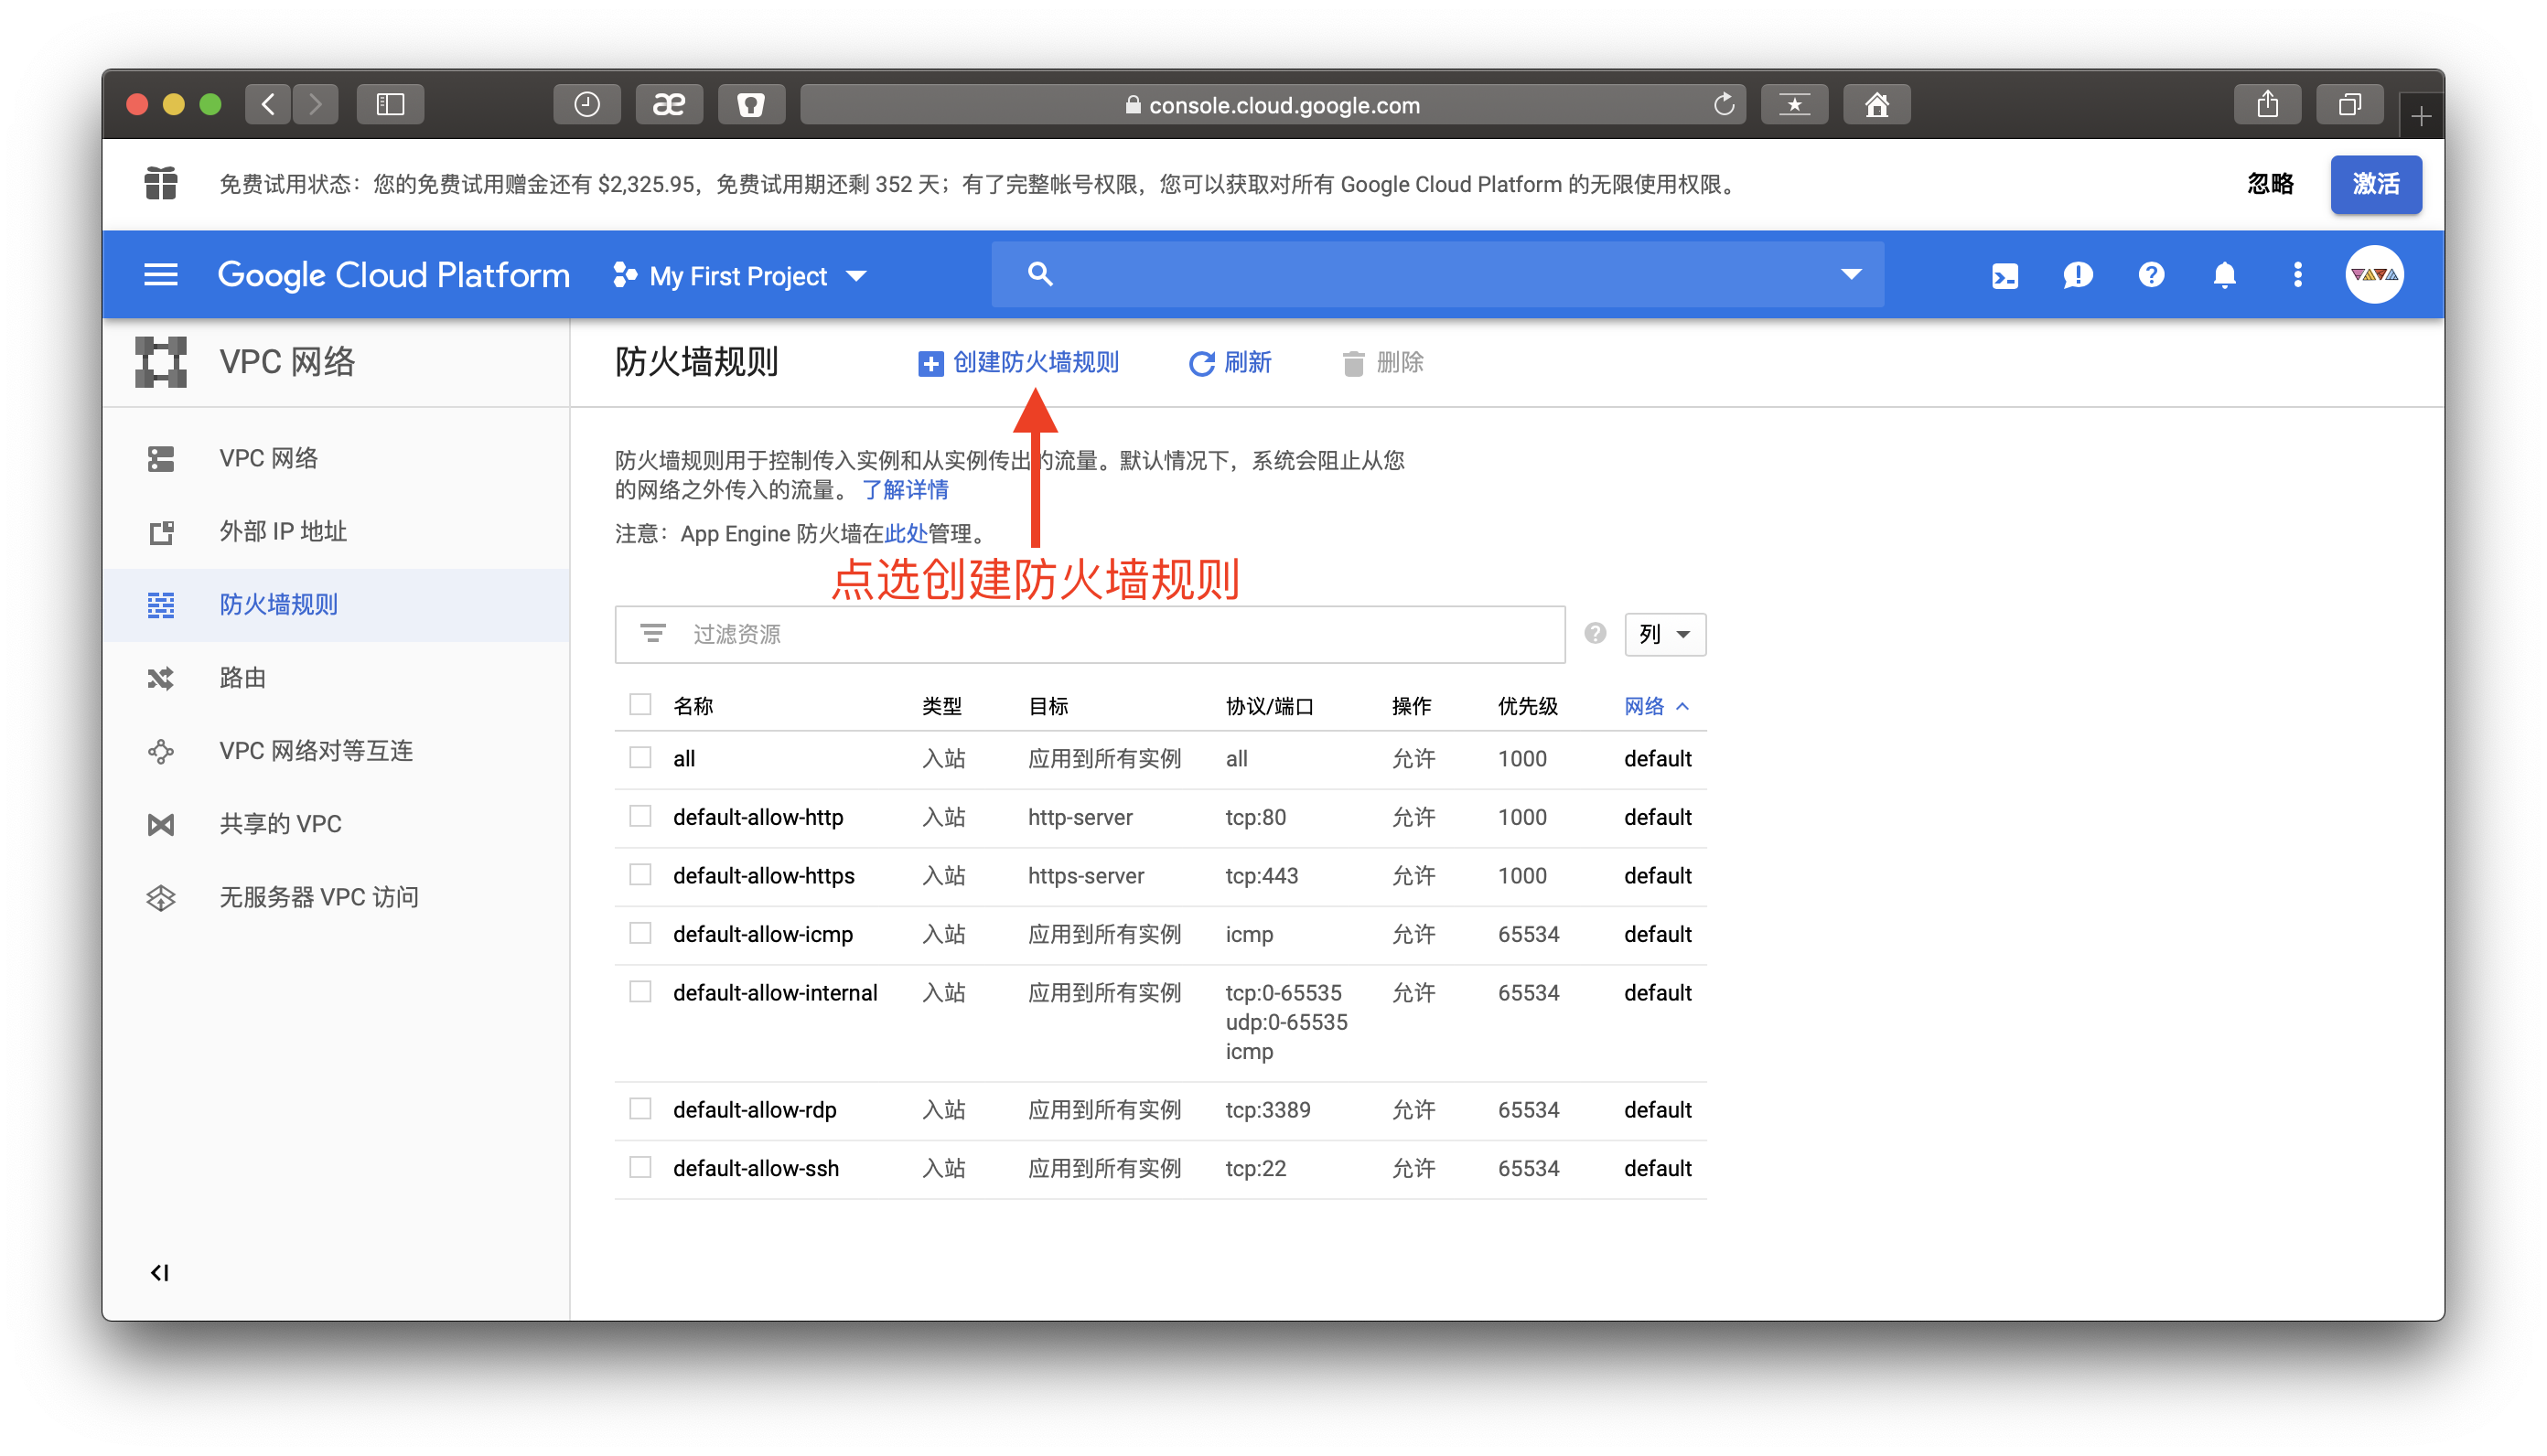 console.cloud.google.com
免费试用状态：您的免费试用赠金还有 $2,325.95，免费试用期还剩 352 天；有了完整帐号权限，您可以获取对所有 Google Cloud Platform 的无限使用权限。 忽略 激活
Google Cloud Platform My First Project
VPC 网络
VPC 网络
外部 IP 地址
防火墙规则
路由
VPC 网络对等互连
共享的 VPC
无服务器 VPC 访问
防火墙规则 创建防火墙规则 刷新 删除
防火墙规则用于控制传入实例和从实例传出的流量。默认情况下，系统会阻止从您
的网络之外传入的流量。 了解详情
注意：App Engine 防火墙在此处管理。
点选创建防火墙规则
过滤资源 列
名称 类型 目标 协议/端口 操作 优先级 网络
all 入站 应用到所有实例 all 允许 1000 default
default-allow-http 入站 http-server tcp:80 允许 1000 default
default-allow-https 入站 https-server tcp:443 允许 1000 default
default-allow-icmp 入站 应用到所有实例 icmp 允许 65534 default
default-allow-internal 入站 应用到所有实例 tcp:0-65535 允许 65534 default
udp:0-65535
icmp
default-allow-rdp 入站 应用到所有实例 tcp:3389 允许 65534 default
default-allow-ssh 入站 应用到所有实例 tcp:22 允许 65534 default